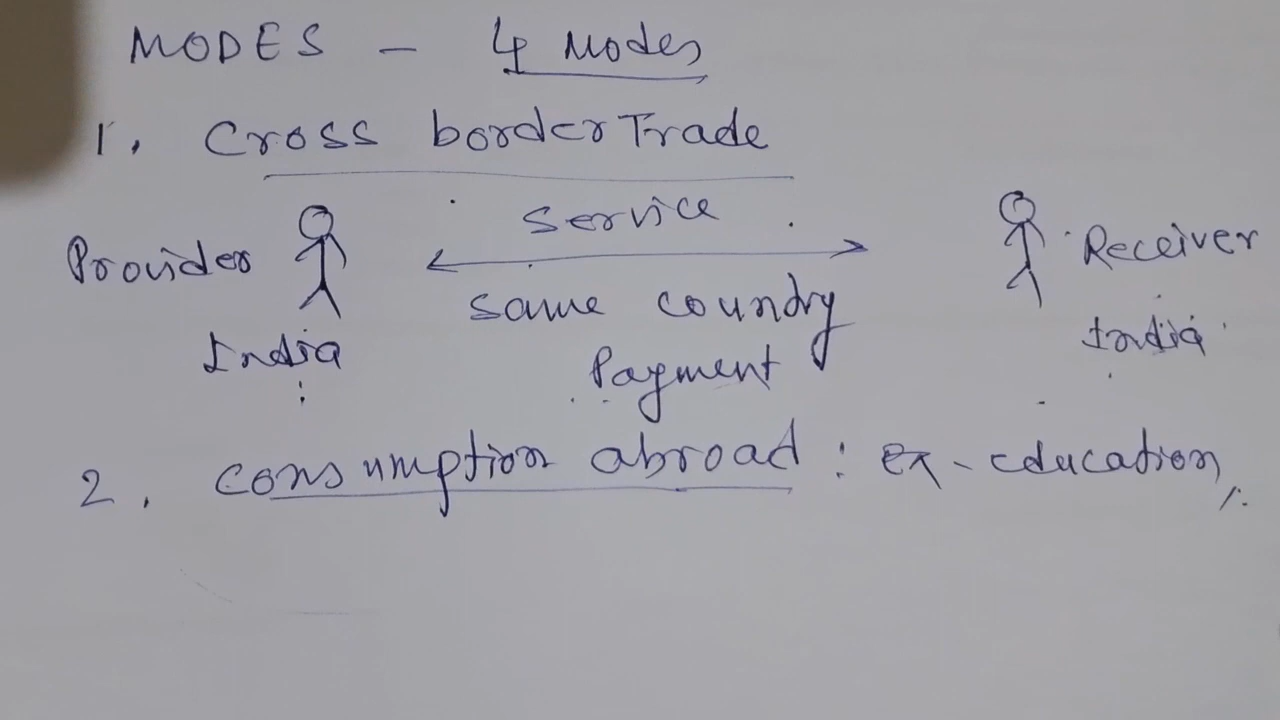 MODES - 4 Modes
1. Cross border Trade
Service
Provider
Receiver
same country
India
India
Payment
2. consumption abroad : ex - education,